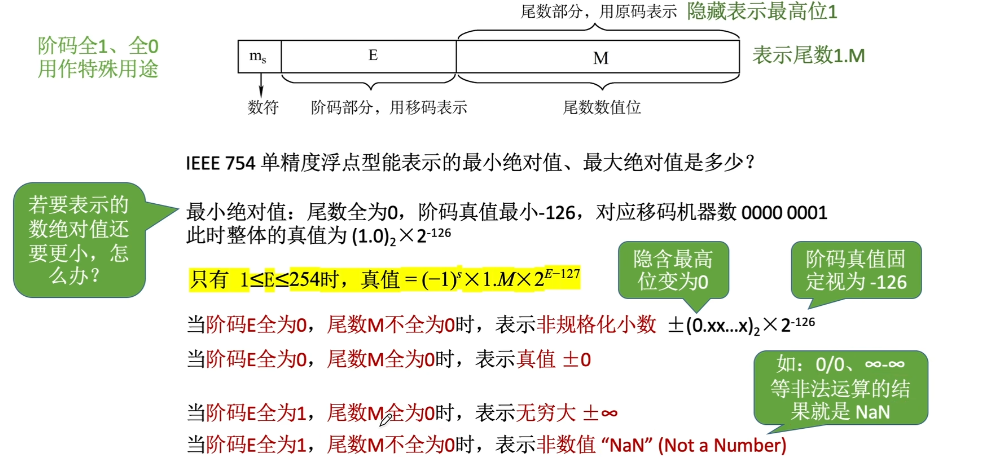 尾数部分，用原码表示 隐藏表示最高位1
阶码全1、全0
用作特殊用途
mₛ E M
表示尾数1.M
数符 阶码部分，用移码表示 尾数数值位
IEEE 754 单精度浮点型能表示的最小绝对值、最大绝对值是多少？
若要表示的
数绝对值还
要更小，怎
么办？
最小绝对值：尾数全为0，阶码真值最小-126，对应移码机器数 0000 0001
此时整体的真值为 (1.0)₂×2⁻¹²⁶
只有 1≤E≤254时，真值 = (−1)ˢ×1.M×2ᴱ⁻¹²⁷
隐含最高
位变为0
阶码真值固
定视为 -126
当阶码E全为0，尾数M不全为0时，表示非规格化小数 ±(0.xx...x)₂×2⁻¹²⁶
当阶码E全为0，尾数M全为0时，表示真值 ±0
如：0/0、∞-∞
等非法运算的结
果就是 NaN
当阶码E全为1，尾数M全为0时，表示无穷大 ±∞
当阶码E全为1，尾数M不全为0时，表示非数值 “NaN” (Not a Number)